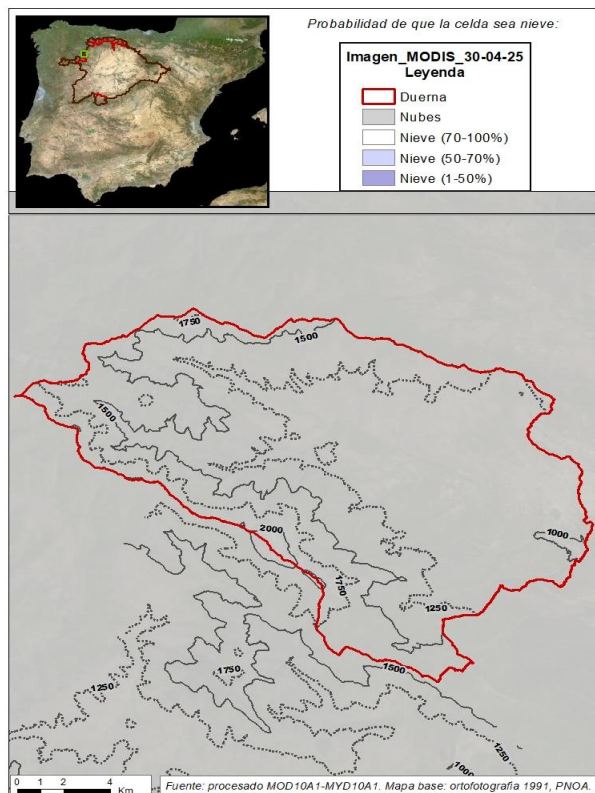 Probabilidad de que la celda sea nieve:
Imagen_MODIS_30-04-25
Leyenda
Duerna
Nubes
Nieve (70-100%)
Nieve (50-70%)
Nieve (1-50%)
1750
1500
1500
2000
1000
1750
1250
1750
1500
1250
1250
1000
0 1 2 4
Km
Fuente: procesado MOD10A1-MYD10A1. Mapa base: ortofotografia 1991, PNOA.